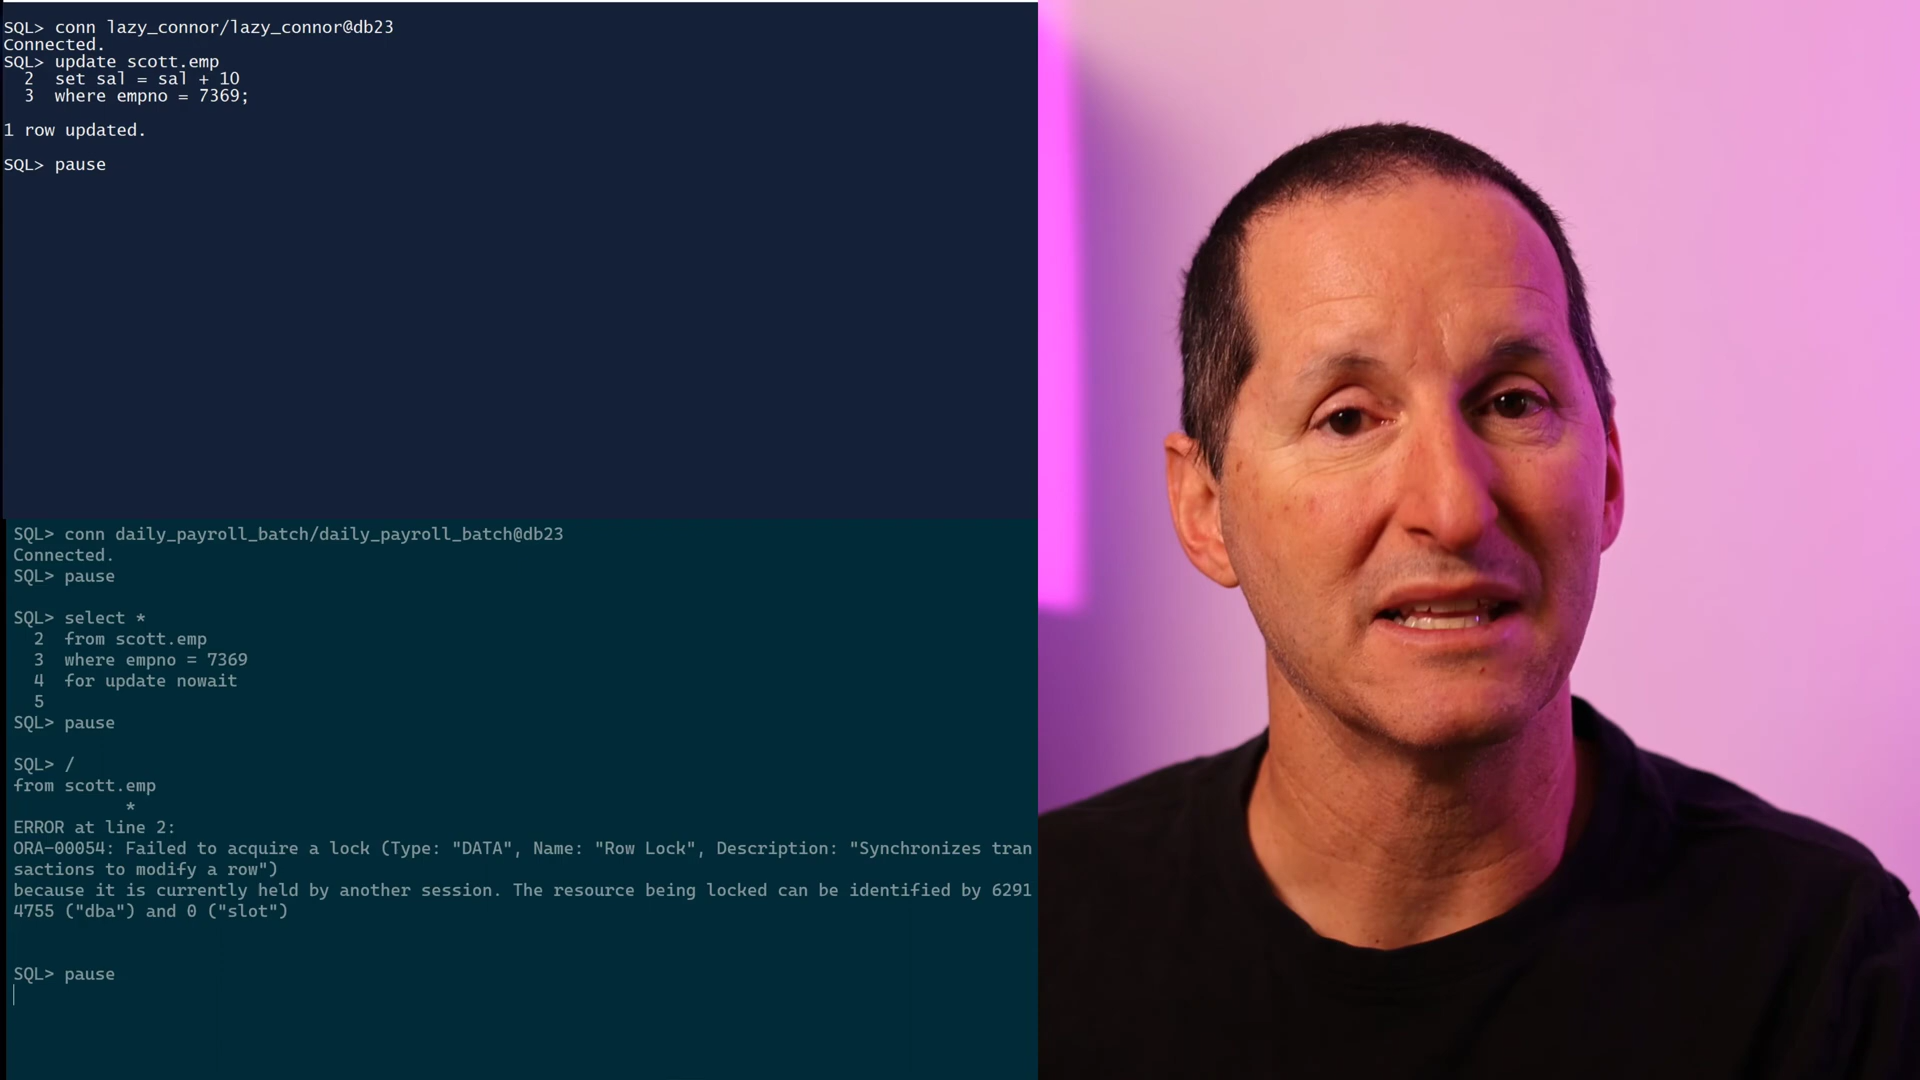 SQL> conn lazy_connor/lazy_connor@db23
Connected.
SQL> update scott.emp
  2  set sal = sal + 10
  3  where empno = 7369;
1 row updated.
SQL> pause
SQL> conn daily_payroll_batch/daily_payroll_batch@db23
Connected.
SQL> pause
SQL> select *
  2  from scott.emp
  3  where empno = 7369
  4  for update nowait
  5
SQL> pause
SQL> /
from scott.emp
           *
ERROR at line 2:
ORA-00054: Failed to acquire a lock (Type: "DATA", Name: "Row Lock", Description: "Synchronizes tran
sactions to modify a row")
because it is currently held by another session. The resource being locked can be identified by 6291
4755 ("dba") and 0 ("slot")
SQL> pause